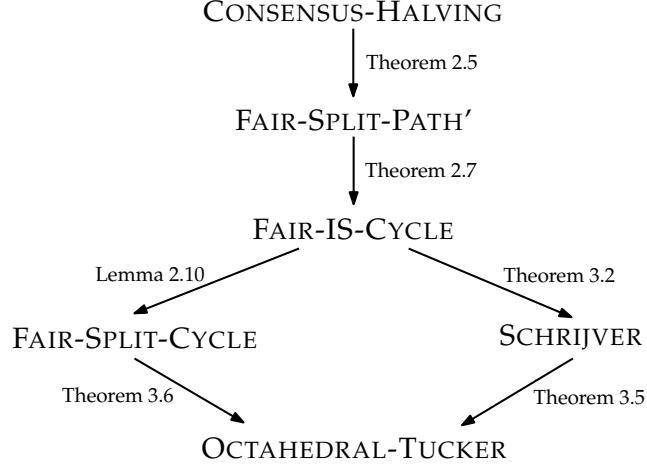 CONSENSUS-HALVING
Theorem 2.5
FAIR-SPLIT-PATH'
Theorem 2.7
FAIR-IS-CYCLE
Lemma 2.10
Theorem 3.2
FAIR-SPLIT-CYCLE
SCHRIJVER
Theorem 3.6
Theorem 3.5
OCTAHEDRAL-TUCKER